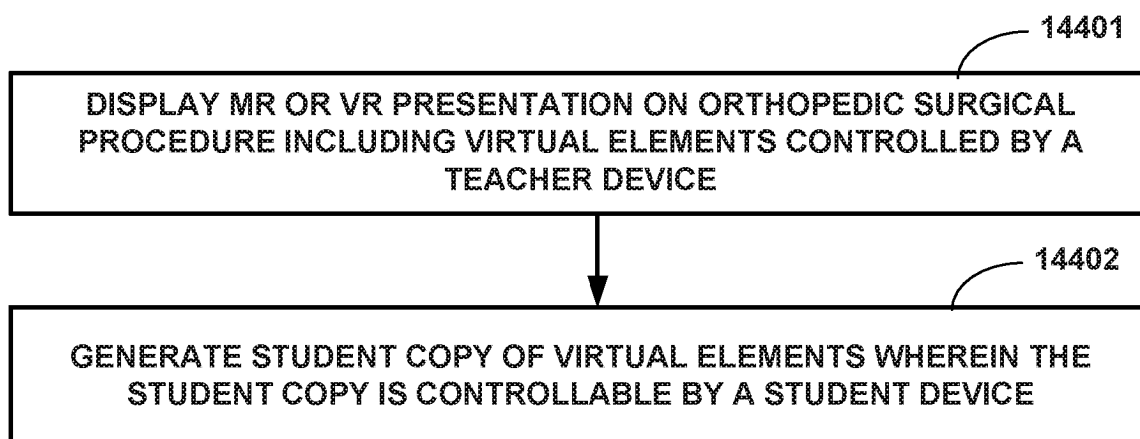 14401
DISPLAY MR OR VR PRESENTATION ON ORTHOPEDIC SURGICAL
PROCEDURE INCLUDING VIRTUAL ELEMENTS CONTROLLED BY A
TEACHER DEVICE
14402
GENERATE STUDENT COPY OF VIRTUAL ELEMENTS WHEREIN THE
STUDENT COPY IS CONTROLLABLE BY A STUDENT DEVICE